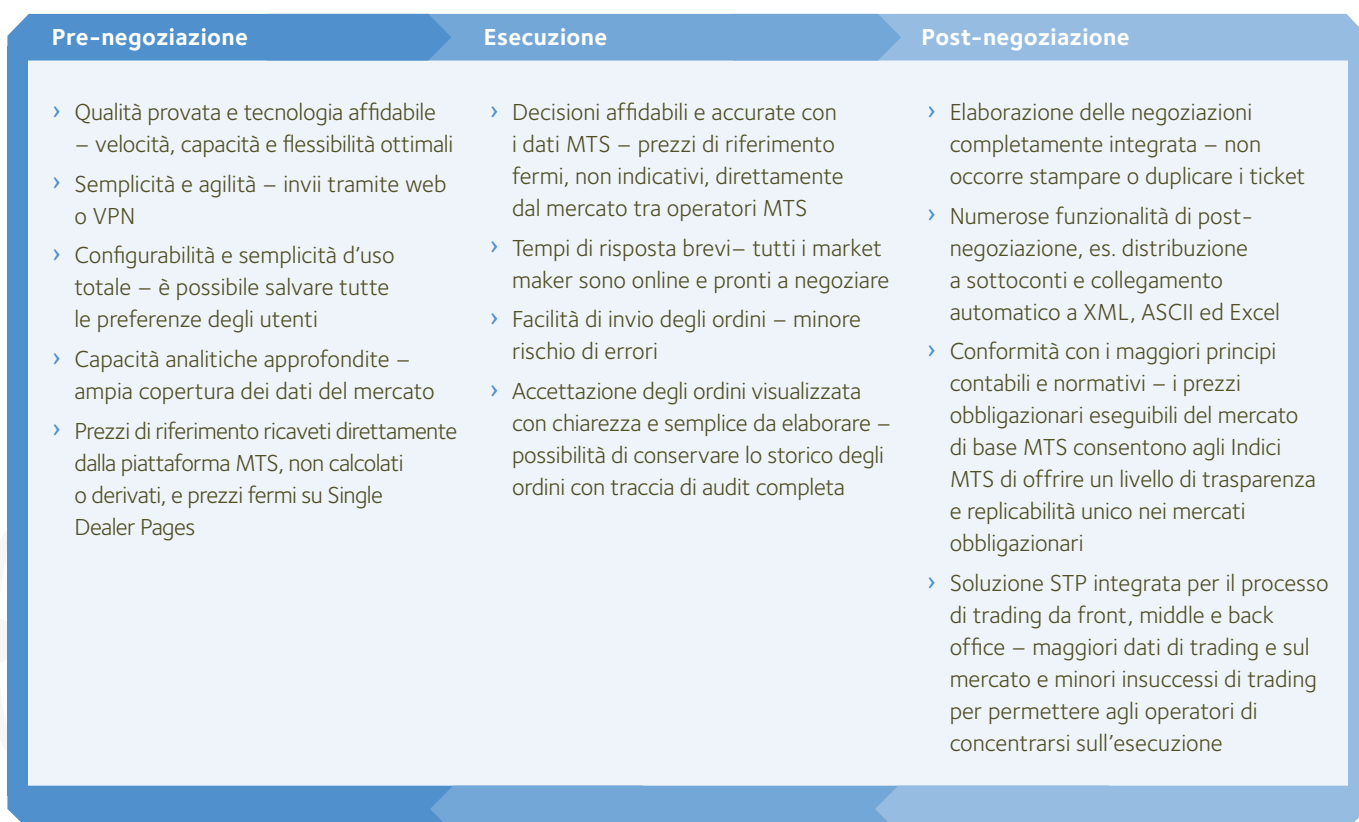 Pre-negoziazione
Esecuzione
Post-negoziazione
› Qualità provata e tecnologia affidabile
– velocità, capacità e flessibilità ottimali
› Semplicità e agilità – invii tramite web
o VPN
› Configurabilità e semplicità d'uso
totale – è possibile salvare tutte
le preferenze degli utenti
› Capacità analitiche approfondite –
ampia copertura dei dati del mercato
› Prezzi di riferimento ricaveti direttamente
dalla piattaforma MTS, non calcolati
o derivati, e prezzi fermi su Single
Dealer Pages
› Decisioni affidabili e accurate con
i dati MTS – prezzi di riferimento
fermi, non indicativi, direttamente
dal mercato tra operatori MTS
› Tempi di risposta brevi– tutti i market
maker sono online e pronti a negoziare
› Facilità di invio degli ordini – minore
rischio di errori
› Accettazione degli ordini visualizzata
con chiarezza e semplice da elaborare –
possibilità di conservare lo storico degli
ordini con traccia di audit completa
› Elaborazione delle negoziazioni
completamente integrata – non
occorre stampare o duplicare i ticket
› Numerose funzionalità di post-
negoziazione, es. distribuzione
a sottoconti e collegamento
automatico a XML, ASCII ed Excel
› Conformità con i maggiori principi
contabili e normativi – i prezzi
obbligazionari eseguibili del mercato
di base MTS consentono agli Indici
MTS di offrire un livello di trasparenza
e replicabilità unico nei mercati
obbligazionari
› Soluzione STP integrata per il processo
di trading da front, middle e back
office – maggiori dati di trading e sul
mercato e minori insuccessi di trading
per permettere agli operatori di
concentrarsi sull'esecuzione